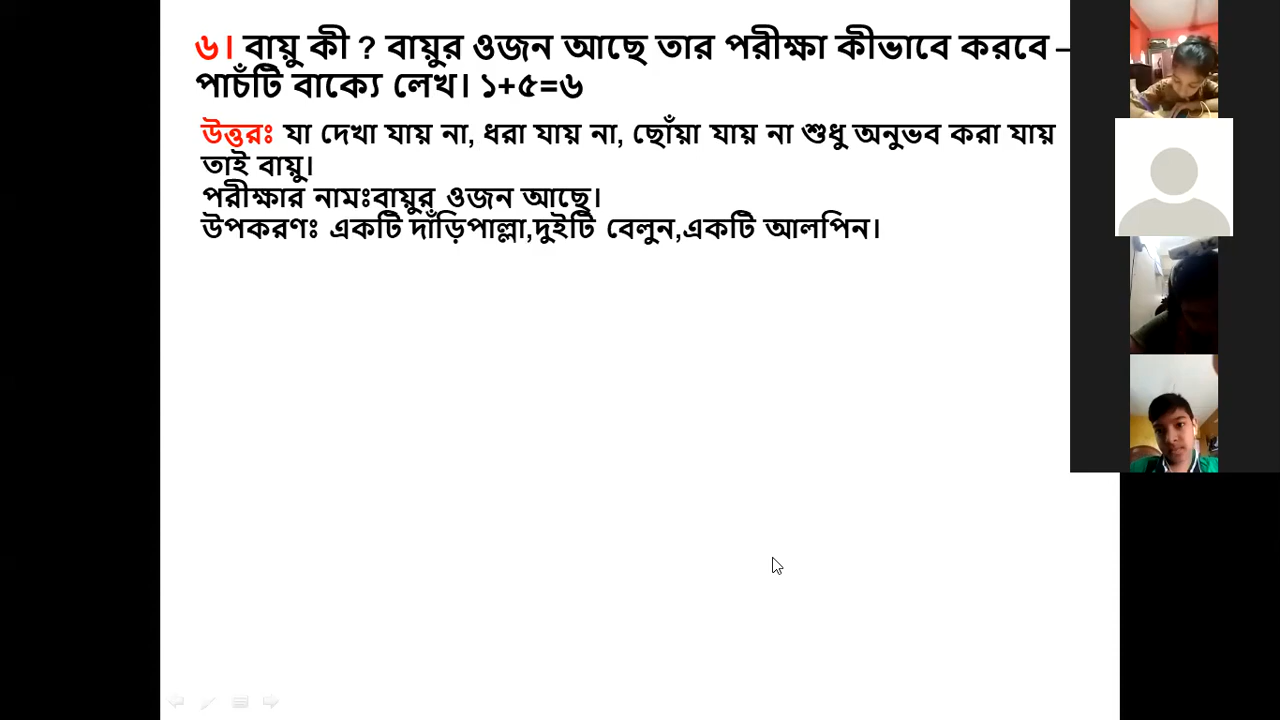 ৬। বায়ু কী ? বায়ুর ওজন আছে তার পরীক্ষা কীভাবে করবে –
পাচঁটি বাক্যে লেখ। ১+৫=৬
উত্তরঃ যা দেখা যায় না, ধরা যায় না, ছোঁয়া যায় না শুধু অনুভব করা যায়
তাই বায়ু।
পরীক্ষার নামঃবায়ুর ওজন আছে।
উপকরণঃ একটি দাঁড়িপাল্লা,দুইটি বেলুন,একটি আলপিন।